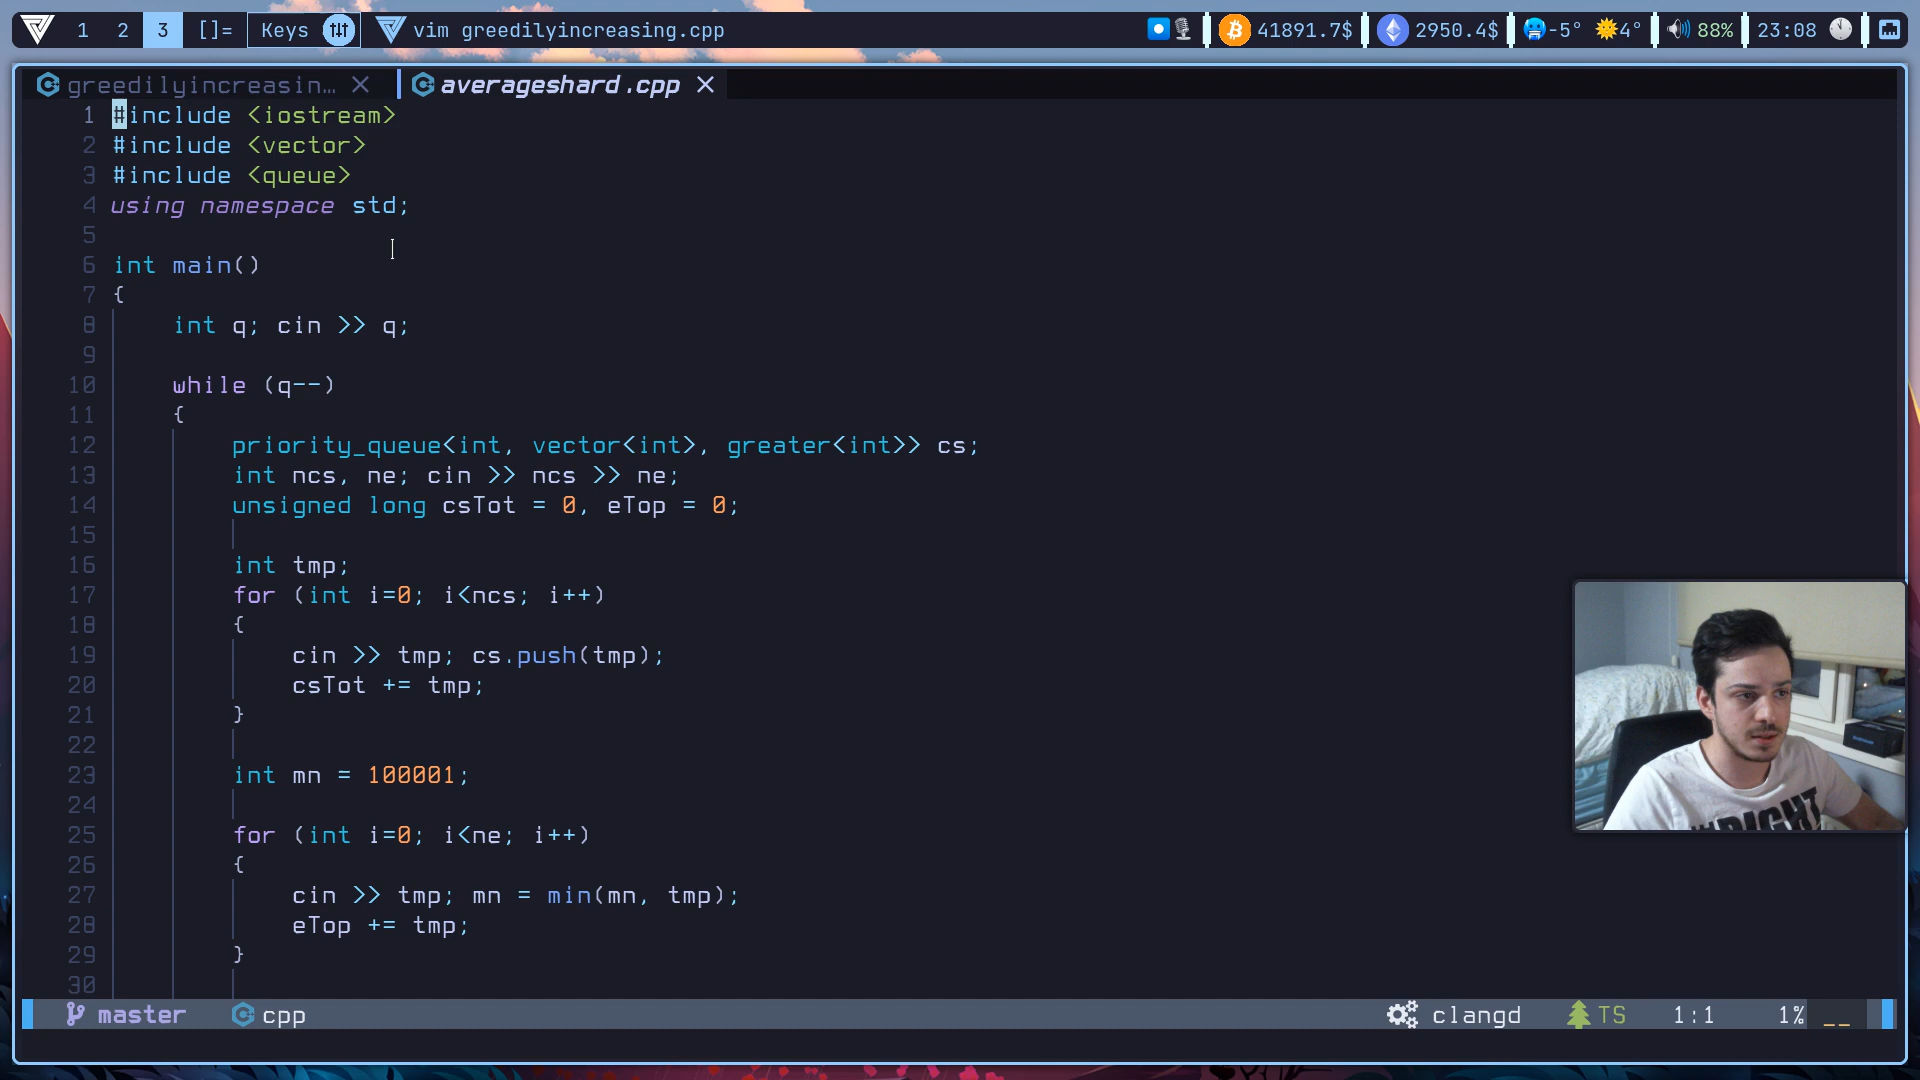 1 2 3 []= Keys vim greedilyincreasing.cpp 41891.7$ 2950.4$ -5° 4° 88% 23:08
greedilyincreasin… averageshard.cpp
1 #include <iostream>
2 #include <vector>
3 #include <queue>
4 using namespace std;
5
6 int main()
7 {
8 int q; cin >> q;
9
10 while (q--)
11 {
12 priority_queue<int, vector<int>, greater<int>> cs;
13 int ncs, ne; cin >> ncs >> ne;
14 unsigned long csTot = 0, eTop = 0;
15
16 int tmp;
17 for (int i=0; i<ncs; i++)
18 {
19 cin >> tmp; cs.push(tmp);
20 csTot += tmp;
21 }
22
23 int mn = 100001;
24
25 for (int i=0; i<ne; i++)
26 {
27 cin >> tmp; mn = min(mn, tmp);
28 eTop += tmp;
29 }
30
master cpp clangd TS 1:1 1% __